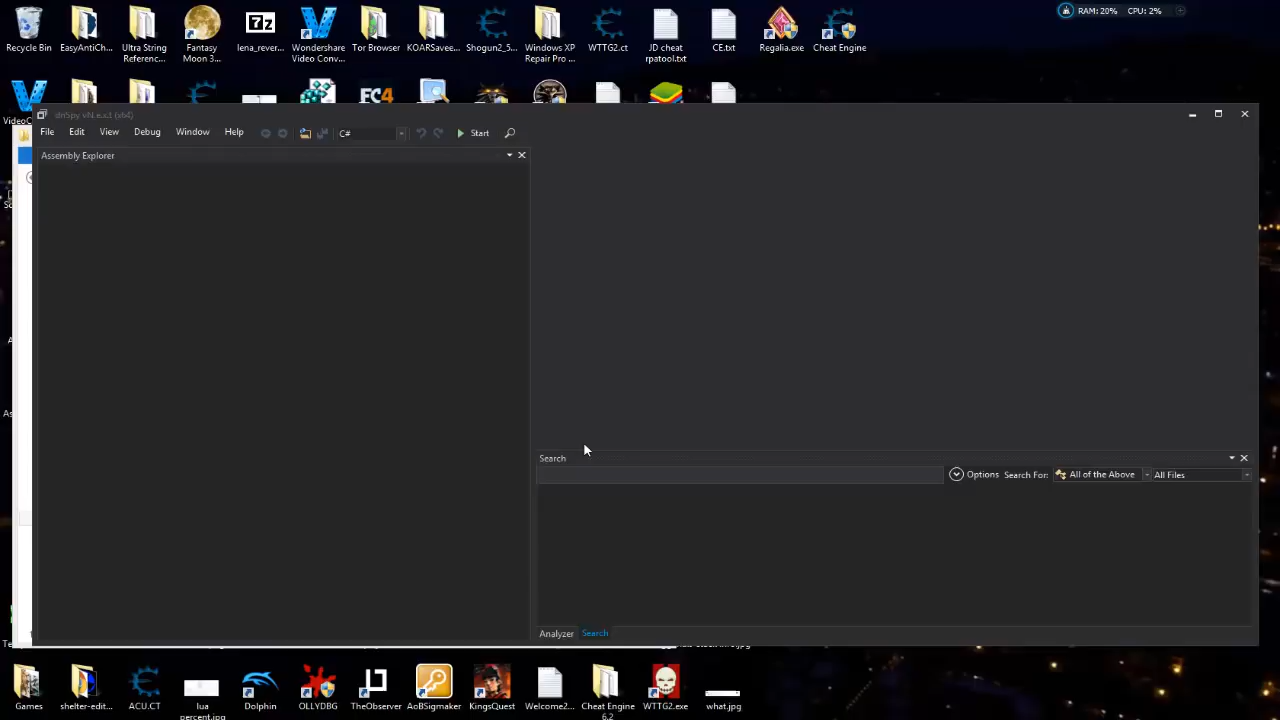 RAM: 20% CPU: 2%
Recycle Bin
EasyAntiCh...
Ultra String Referenc...
Fantasy Moon 3...
7z
lena_rever...
Wondershare Video Conv...
Tor Browser
KOARSavee...
Shogun2_5...
Windows XP Repair Pro ...
WTTG2.ct
JD cheat rpatool.txt
CE.txt
Regalia.exe
Cheat Engine
VideoC
FC4
File Edit View Debug Window Help C# Start
Assembly Explorer
Search
Options Search For: All of the Above All Files
Analyzer Search
Games
shelter-edit...
ACU.CT
lua percent.jpg
Dolphin
OLLYDBG
TheObserver
AoBSigmaker
KingsQuest
Welcome2...
Cheat Engine 6.2
WTTG2.exe
what.jpg